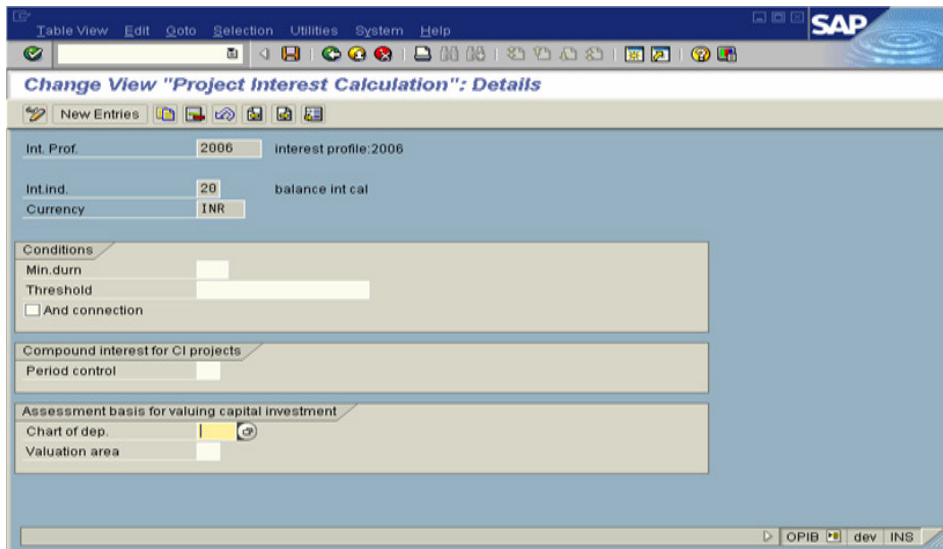 Table View Edit Goto Selection Utilities System Help
SAP
Change View "Project Interest Calculation": Details
New Entries
Int. Prof. 2006 interest profile:2006
Int.ind. 20 balance int cal
Currency INR
Conditions
Min.durn
Threshold
And connection
Compound interest for CI projects
Period control
Assessment basis for valuing capital investment
Chart of dep.
Valuation area
OPIB dev INS